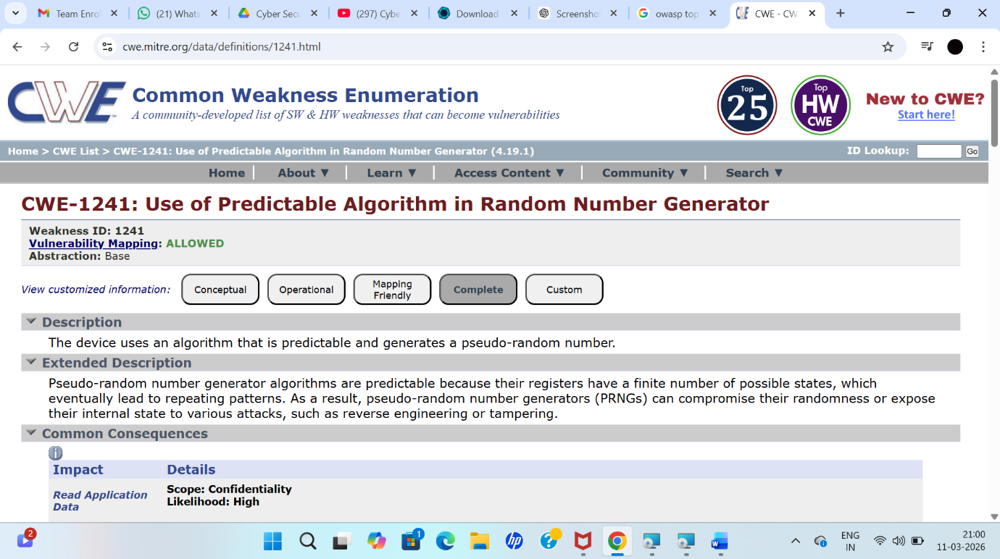 Team Enro
(21) Whats
Cyber Secu
(297) Cybe
Download
Screensho
owasp top
CWE - CW
cwe.mitre.org/data/definitions/1241.html
CWE
Common Weakness Enumeration
A community-developed list of SW & HW weaknesses that can become vulnerabilities
Top
25
Top
HW
CWE
New to CWE?
Start here!
Home > CWE List > CWE-1241: Use of Predictable Algorithm in Random Number Generator (4.19.1)
ID Lookup:
Go
Home
About ▼
Learn ▼
Access Content ▼
Community ▼
Search ▼
CWE-1241: Use of Predictable Algorithm in Random Number Generator
Weakness ID: 1241
Vulnerability Mapping: ALLOWED
Abstraction: Base
View customized information:
Conceptual
Operational
Mapping
Friendly
Complete
Custom
Description
The device uses an algorithm that is predictable and generates a pseudo-random number.
Extended Description
Pseudo-random number generator algorithms are predictable because their registers have a finite number of possible states, which
eventually lead to repeating patterns. As a result, pseudo-random number generators (PRNGs) can compromise their randomness or expose
their internal state to various attacks, such as reverse engineering or tampering.
Common Consequences
Impact
Details
Read Application
Data
Scope: Confidentiality
Likelihood: High
2
1
hp
ENG
IN
21:00
11-03-2026